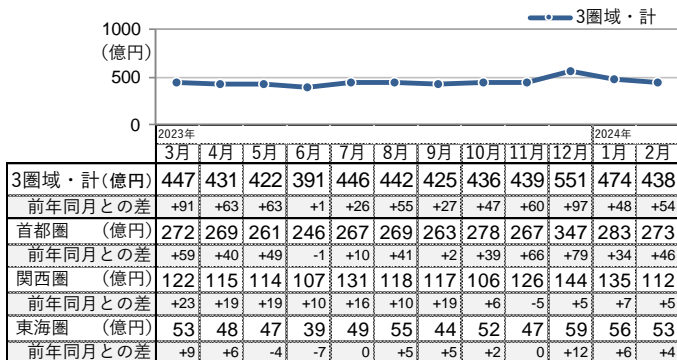 3圏域・計
1000
(億円)
500
0
2023年 2024年
3月 4月 5月 6月 7月 8月 9月 10月 11月 12月 1月 2月
3圏域・計(億円) 447 431 422 391 446 442 425 436 439 551 474 438
前年同月との差 +91 +63 +63 +1 +26 +55 +27 +47 +60 +97 +48 +54
首都圏 (億円) 272 269 261 246 267 269 263 278 267 347 283 273
前年同月との差 +59 +40 +49 -1 +10 +41 +2 +39 +66 +79 +34 +46
関西圏 (億円) 122 115 114 107 131 118 117 106 126 144 135 112
前年同月との差 +23 +19 +19 +10 +16 +10 +19 +6 -5 +5 +7 +5
東海圏 (億円) 53 48 47 39 49 55 44 52 47 59 56 53
前年同月との差 +9 +6 -4 -7 0 +5 +5 +2 0 +12 +6 +4